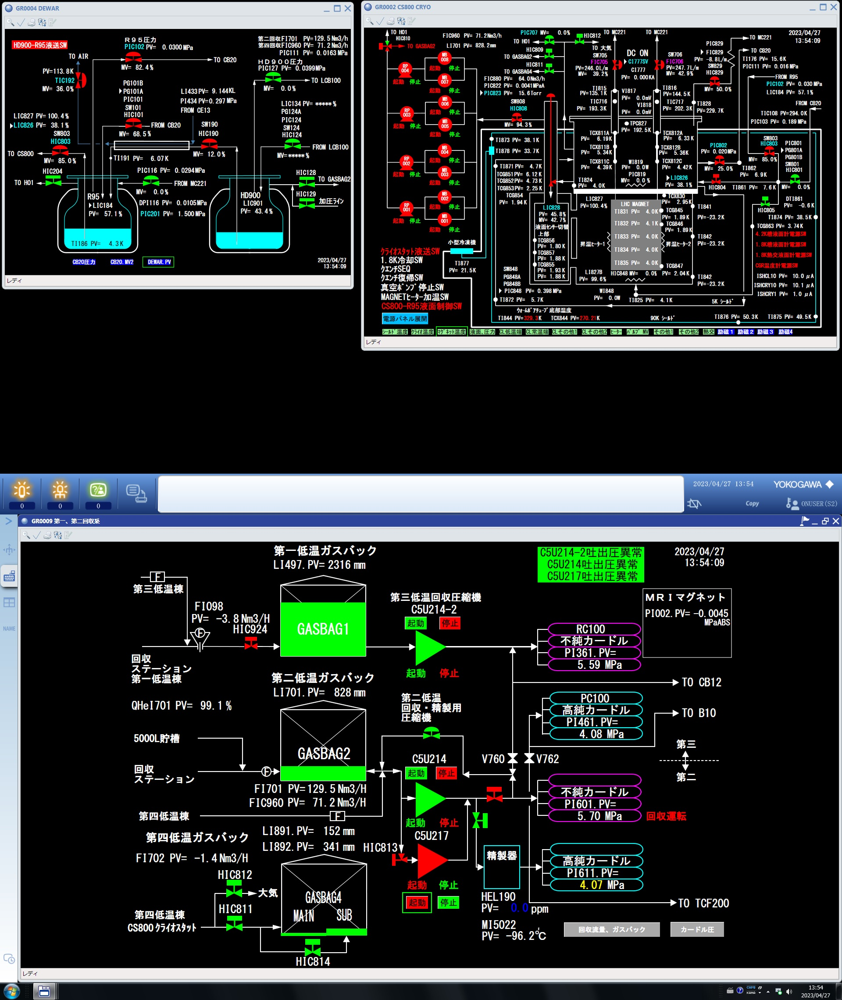 GR0004 DEWAR
HD900-R95液送SW
R95圧力
PIC102 PV= 0.0300 MPa
TO AIR
TO CB20
MV= 82.4%
第二回収FI701 PV=129.5 Nm3/h
第四回収FIC960 PV= 71.2 Nm3/h
PIC111 PV= 0.0163 MPa
HD900圧力
PIC127 PV= 0.0399MPa
TO LCB100
MV= 0.0%
PV=113.8K
TIC192
MV= 36.0%
PG101B
PG101A
PIC101
SW101
HIC101
FROM CB20
MV= 68.5%
LI433 PV= 9.144KL
PI434 PV=0.297 MPa
FROM CE13
LIC134 PV= *****%
PG124A
PIC124
SW124
HIC124
FROM LCB100
MV=*****%
LIC827 PV= 100.4%
LIC826 PV= 38.1%
SW803
HIC803
TO CS800
MV= 85.0%
SW190
HIC190
MV= 12.0%
TI191 PV= 6.07K
HIC204
TO H01
PIC116 PV= 0.0294MPa
FROM MC221
MV= 0.0%
HIC128
TO GASBAG2
HIC129
加圧ライン
R95
LIC184
PV= 57.1%
DPI116 PV= 0.0105MPa
PIC201 PV= 1.500MPa
HD900
LIC901
PV= 43.4%
TI186 PV= 4.3K
CB20圧力
CB20.MV2
DEWAR.PV
2023/04/27
13:54:09
レディ
GR0002 CS800 CRYO
TO H01
HIC810
TO GASBAG2
FIC960 PV= 71.2Nm3/h
LI701 PV= 828.2mm
PIC707 MV= 0.0%
TO H01
HIC812
TO 大気
HIC809
TO GASBAG2
HIC811
TO GASBAG4
TO MC221
TO MC221
TO MC221
2023/04/27
13:54:09
DC ON
CI777SV
CI777
PV= 0.000KA
SW705
FIC705
PV=246.0L/m
MV= 39.2%
SW706
FIC706
PV=247.7L/m
MV= 42.9%
PIC829
FIC829
PV= -8.8L/m
SW829
HIC829
MV= 50.0%
TO CB20
TI176 PV= 15.6K
PIC111 PV= 0.016 MPa
FROM R95
PIC102 PV= 0.030 MPa
LIC184 PV= 57.1%
FROM CB20
TIC108 PV=294.0K
PIC103 PV= 0.189 MPa
RP
004
RP
003
RP
002
RP
001
MB
008
MB
007
MB
006
MB
005
MB
004
MB
003
MB
002
MB
001
起動 停止
起動 停止
起動 停止
起動 停止
起動 停止
起動 停止
起動 停止
起動 停止
起動 停止
起動 停止
起動 停止
起動 停止
FIC880 PV= 64.0Nm3/h
PIC822 PV= 0.0041MPaA
PIC823 PV= 15.6Torr
SW808
HIC808
MV= 94.3%
TI815
PV=135.1K
TIC716
PV= 193.3K
VI817
PV= 0.0mV
VI818
PV= 0.0mV
TPC827
PV= 192.5K
TI816
PV=144.5K
TIC717
PV= 202.3K
TI828
PV=229.7K
TI873 PV= 38.1K
TI878 PV= 33.7K
TI871 PV= 4.7K
TCG851 PV= 6.12K
TCG852 PV= 4.73K
TCG853 PV= 2.25K
TCG854
PV= 1.94K
TCX811A
PV= 6.19K
TCX811B
PV= 5.34K
TCX811C
PV= 4.39K
TCX812A
PV= 6.33K
TCX812B
PV= 5.36K
TCX812C
PV= 4.42K
WI819
PV= 0.0W
PIC819
MV= 0.0%
LIC826
PV= 38.1%
PIC802
PV= 0.020MPa
MV= 25.0%
SW803
HIC803
MV= 85.0%
PIC801
PG801A
PG801B
SW801
HIC801
MV= 0.0%
TI862
PV= 6.9K
HIC804
TI861 PV= 7.6K
HIC805
DTI861
PV= -0.6K
TI874 PV= 38.5K
TCG863 PV= 3.74K
TI824
PV= 4.0K
LIC827
PV=100.4%
TCX830
PV= 2.95K
LHC MAGNET
TI831 PV= 4.0K
TI832 PV= 4.1K
TI833 PV= 4.0K
TI834 PV= 4.0K
TI835 PV= 4.0K
TCG845
PV= 1.89K
TCG846
PV= 1.89K
TCG847
PV= 2.04K
TI841
PV=-23.2K
TI842
PV=-23.2K
TI842
PV=-23.2K
昇温ヒーター1
昇温ヒーター2
LIC828
PV= 45.8%
MV= 42.7%
液面センサー切替
上部
TCG856
PV= 1.80K
TCG857
PV= 1.88K
TCG855
PV= 1.93K
PV= 1.88K
LI827B
PV= 99.6%
HIC848 MV= 0.0%
小型冷凍機
TI877
PV= 21.5K
クライオスタット液送SW
1.8K冷却SW
クエンチSEQ
クエンチ復帰SW
真空ポンプ停止SW
MAGNETヒーター加温SW
CS800-R95液面制御SW
電源パネル展開
SW848
PG848A
PG848B
PIC848 PV= 0.398MPa
TI872 PV= 5.7K
WI848
PV= 0.0W
TI825 PV= 4.1K
5K シールド
ウォームボアチューブ底部温度
TI844 PV=329.3K TCX844 PV=270.21K
90K シールド
TI876 PV= 50.3K TI875 PV= 49.5K
4.2K槽液面計電源SW
1.8K槽液面計電源SW
1.8K熱交液面計電源SW
CGR温度計電源SW
ISHCL10 PV= 10.0 μA
ISHCRY10 PV= 10.1 μA
ISHCRY1 PV= 1.0 μA
シールド温度 クライオ温度 マグネット温度 液面、圧力 CL低温端 CL常温端 CLその他1 CLその他2 ヒーター バルブMV その他1 その他2 熱交 励磁1 励磁2 励磁3 励磁4
レディ
0 0 0
2023/04/27 13:54
YOKOGAWA
Copy
ONUSER(S2)
NAME
GR0009 第一、第二回収系
第一低温ガスバック
LI497.PV= 2316 mm
C5U214-2吐出圧異常
C5U214吐出圧異常
C5U217吐出圧異常
2023/04/27
13:54:09
F
第三低温棟
FI098
PV= -3.8 Nm3/H
F
HIC924
GASBAG1
第三低温回収圧縮機
C5U214-2
起動 停止
起動 停止
MRIマグネット
PI002.PV= -0.0045
MPaABS
RC100
不純カードル
PI361.PV=
5.59 MPa
回収
ステーション
第一低温棟
第二低温ガスバック
LI701.PV= 828 mm
QHeI701 PV= 99.1 %
第二低温
回収・精製用
圧縮機
TO CB12
PC100
高純カードル
PI461.PV=
4.08 MPa
TO B10
5000L貯槽
GASBAG2
回収
ステーション
F
C5U214
起動 停止
V760
V762
第三
第二
FI701 PV=129.5 Nm3/H
FIC960 PV= 71.2 Nm3/H
第四低温棟
F
起動 停止
C5U217
不純カードル
PI601.PV=
5.70 MPa
回収運転
第四低温ガスバック
LI891.PV= 152 mm
LI892.PV= 341 mm
HIC813
FI702 PV= -1.4 Nm3/H
精製器
高純カードル
PI611.PV=
4.07 MPa
HIC812
大気
HIC811
第四低温棟
CS800クライオスタット
GASBAG4
MAIN SUB
HIC814
起動 停止
起動 停止
HEL190
PV= 0.0 ppm
TO TCF200
MI5022
PV= -96.2℃
回収流量、ガスバック
カードル圧
レディ
CAPS
KANA
13:54
2023/04/27